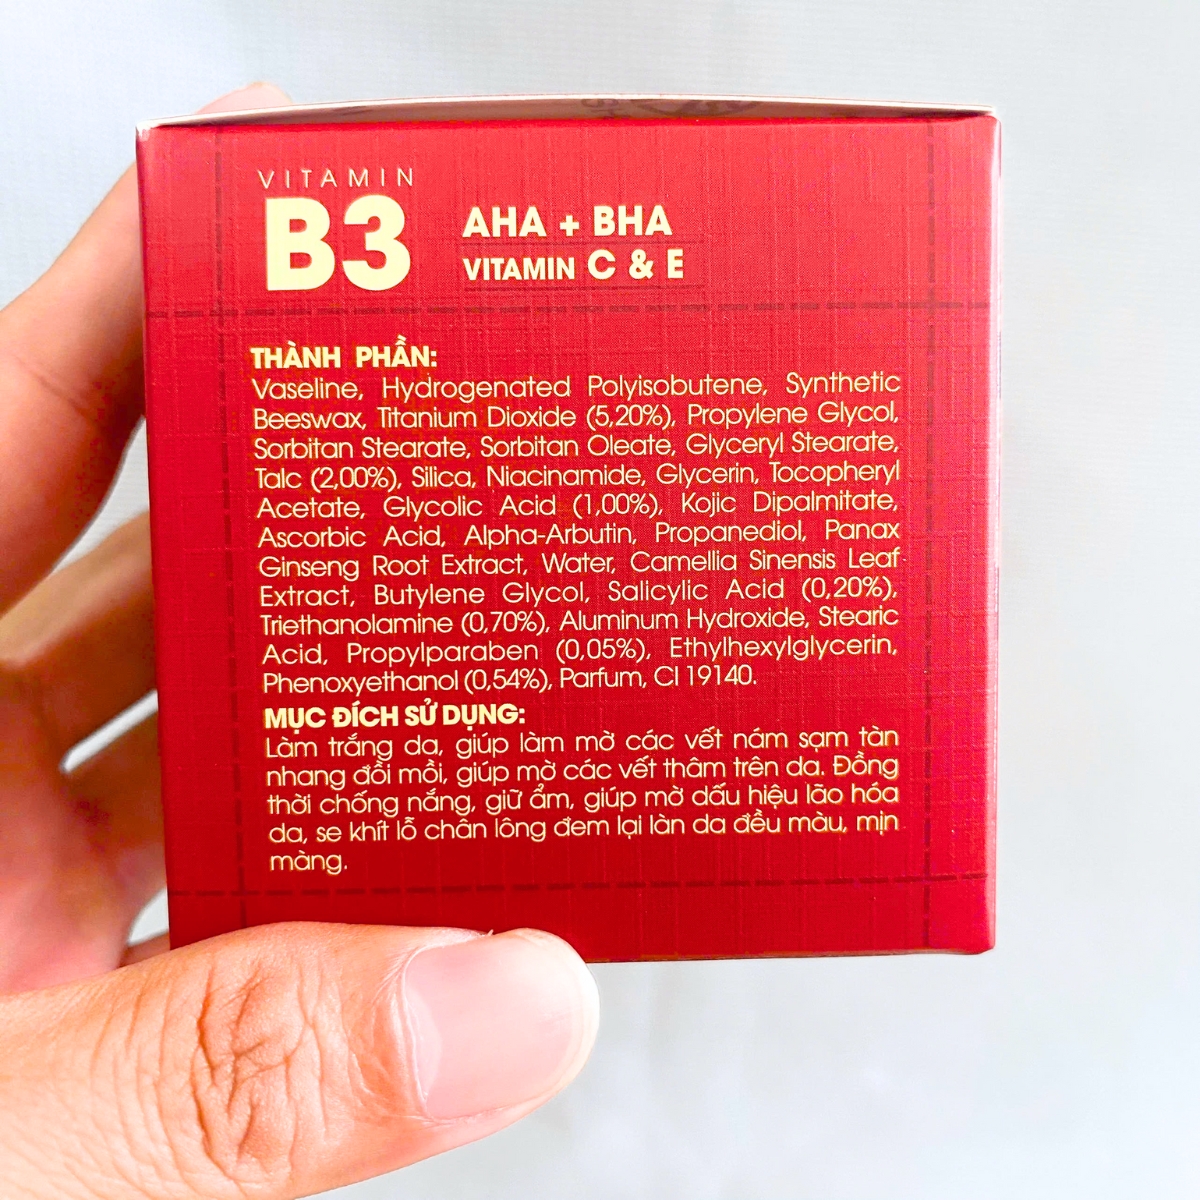 VITAMIN
B3
AHA + BHA
VITAMIN C & E
THÀNH PHẦN:
Vaseline, Hydrogenated Polyisobutene, Synthetic
Beeswax, Titanium Dioxide (5,20%), Propylene Glycol,
Sorbitan Stearate, Sorbitan Oleate, Glyceryl Stearate,
Talc (2,00%), Silica, Niacinamide, Glycerin, Tocopheryl
Acetate, Glycolic Acid (1,00%), Kojic Dipalmitate,
Ascorbic Acid, Alpha-Arbutin, Propanediol, Panax
Ginseng Root Extract, Water, Camellia Sinensis Leaf
Extract, Butylene Glycol, Salicylic Acid (0,20%),
Triethanolamine (0,70%), Aluminum Hydroxide, Stearic
Acid, Propylparaben (0,05%), Ethylhexylglycerin,
Phenoxyethanol (0,54%), Parfum, CI 19140.
MỤC ĐÍCH SỬ DỤNG:
Làm trắng da, giúp làm mờ các vết nám sạm tàn
nhang đồi mồi, giúp mờ các vết thâm trên da. Đồng
thời chống nắng, giữ ẩm, giúp mờ dấu hiệu lão hóa
da, se khít lỗ chân lông đem lại làn da đều màu, mịn
màng.